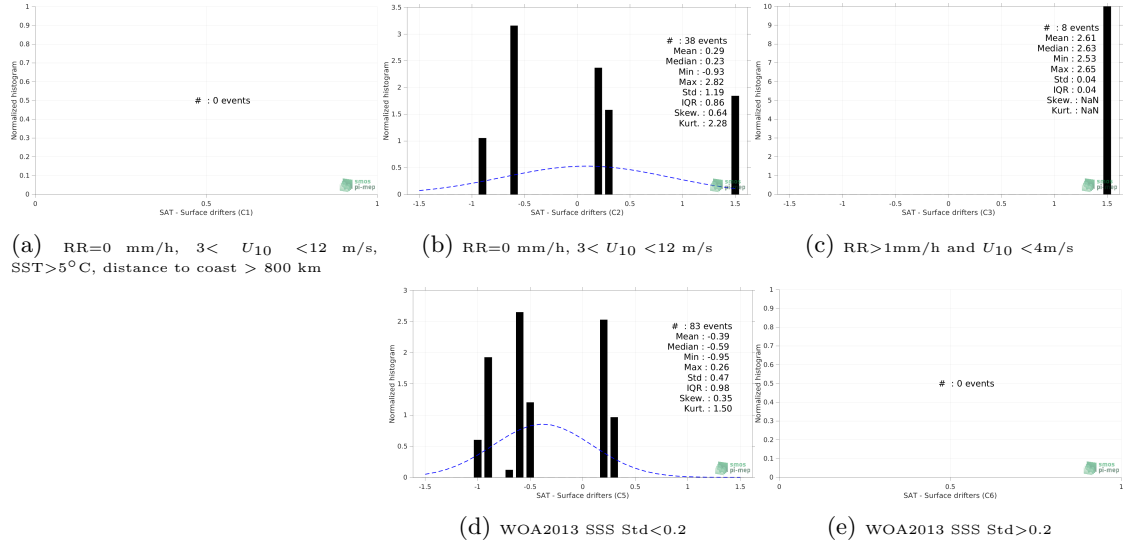 1
0.9
0.8
0.7
0.6
0.5
0.4
0.3
0.2
0.1
0
Normalized histogram
# : 0 events
0 0.5 1
SAT - Surface drifters (C1)
smos
pi-mep
(a) RR=0 mm/h, 3< U10 <12 m/s,
SST>5°C, distance to coast > 800 km
3.5
3
2.5
2
1.5
1
0.5
0
Normalized histogram
# : 38 events
Mean : 0.29
Median : 0.23
Min : -0.93
Max : 2.82
Std : 1.19
IQR : 0.86
Skew. : 0.64
Kurt. : 2.28
-1.5 -1 -0.5 0 0.5 1 1.5
SAT - Surface drifters (C2)
smos
pi-mep
(b) RR=0 mm/h, 3< U10 <12 m/s
10
9
8
7
6
5
4
3
2
1
0
Normalized histogram
# : 8 events
Mean : 2.61
Median : 2.63
Min : 2.53
Max : 2.65
Std : 0.04
IQR : 0.04
Skew. : NaN
Kurt. : NaN
-1.5 -1 -0.5 0 0.5 1 1.5
SAT - Surface drifters (C3)
smos
pi-mep
(c) RR>1mm/h and U10 <4m/s
3
2.5
2
1.5
1
0.5
0
Normalized histogram
# : 83 events
Mean : -0.39
Median : -0.59
Min : -0.95
Max : 0.26
Std : 0.47
IQR : 0.98
Skew. : 0.35
Kurt. : 1.50
-1.5 -1 -0.5 0 0.5 1 1.5
SAT - Surface drifters (C5)
smos
pi-mep
(d) WOA2013 SSS Std<0.2
1
0.9
0.8
0.7
0.6
0.5
0.4
0.3
0.2
0.1
0
Normalized histogram
# : 0 events
0 0.5 1
SAT - Surface drifters (C6)
smos
pi-mep
(e) WOA2013 SSS Std>0.2